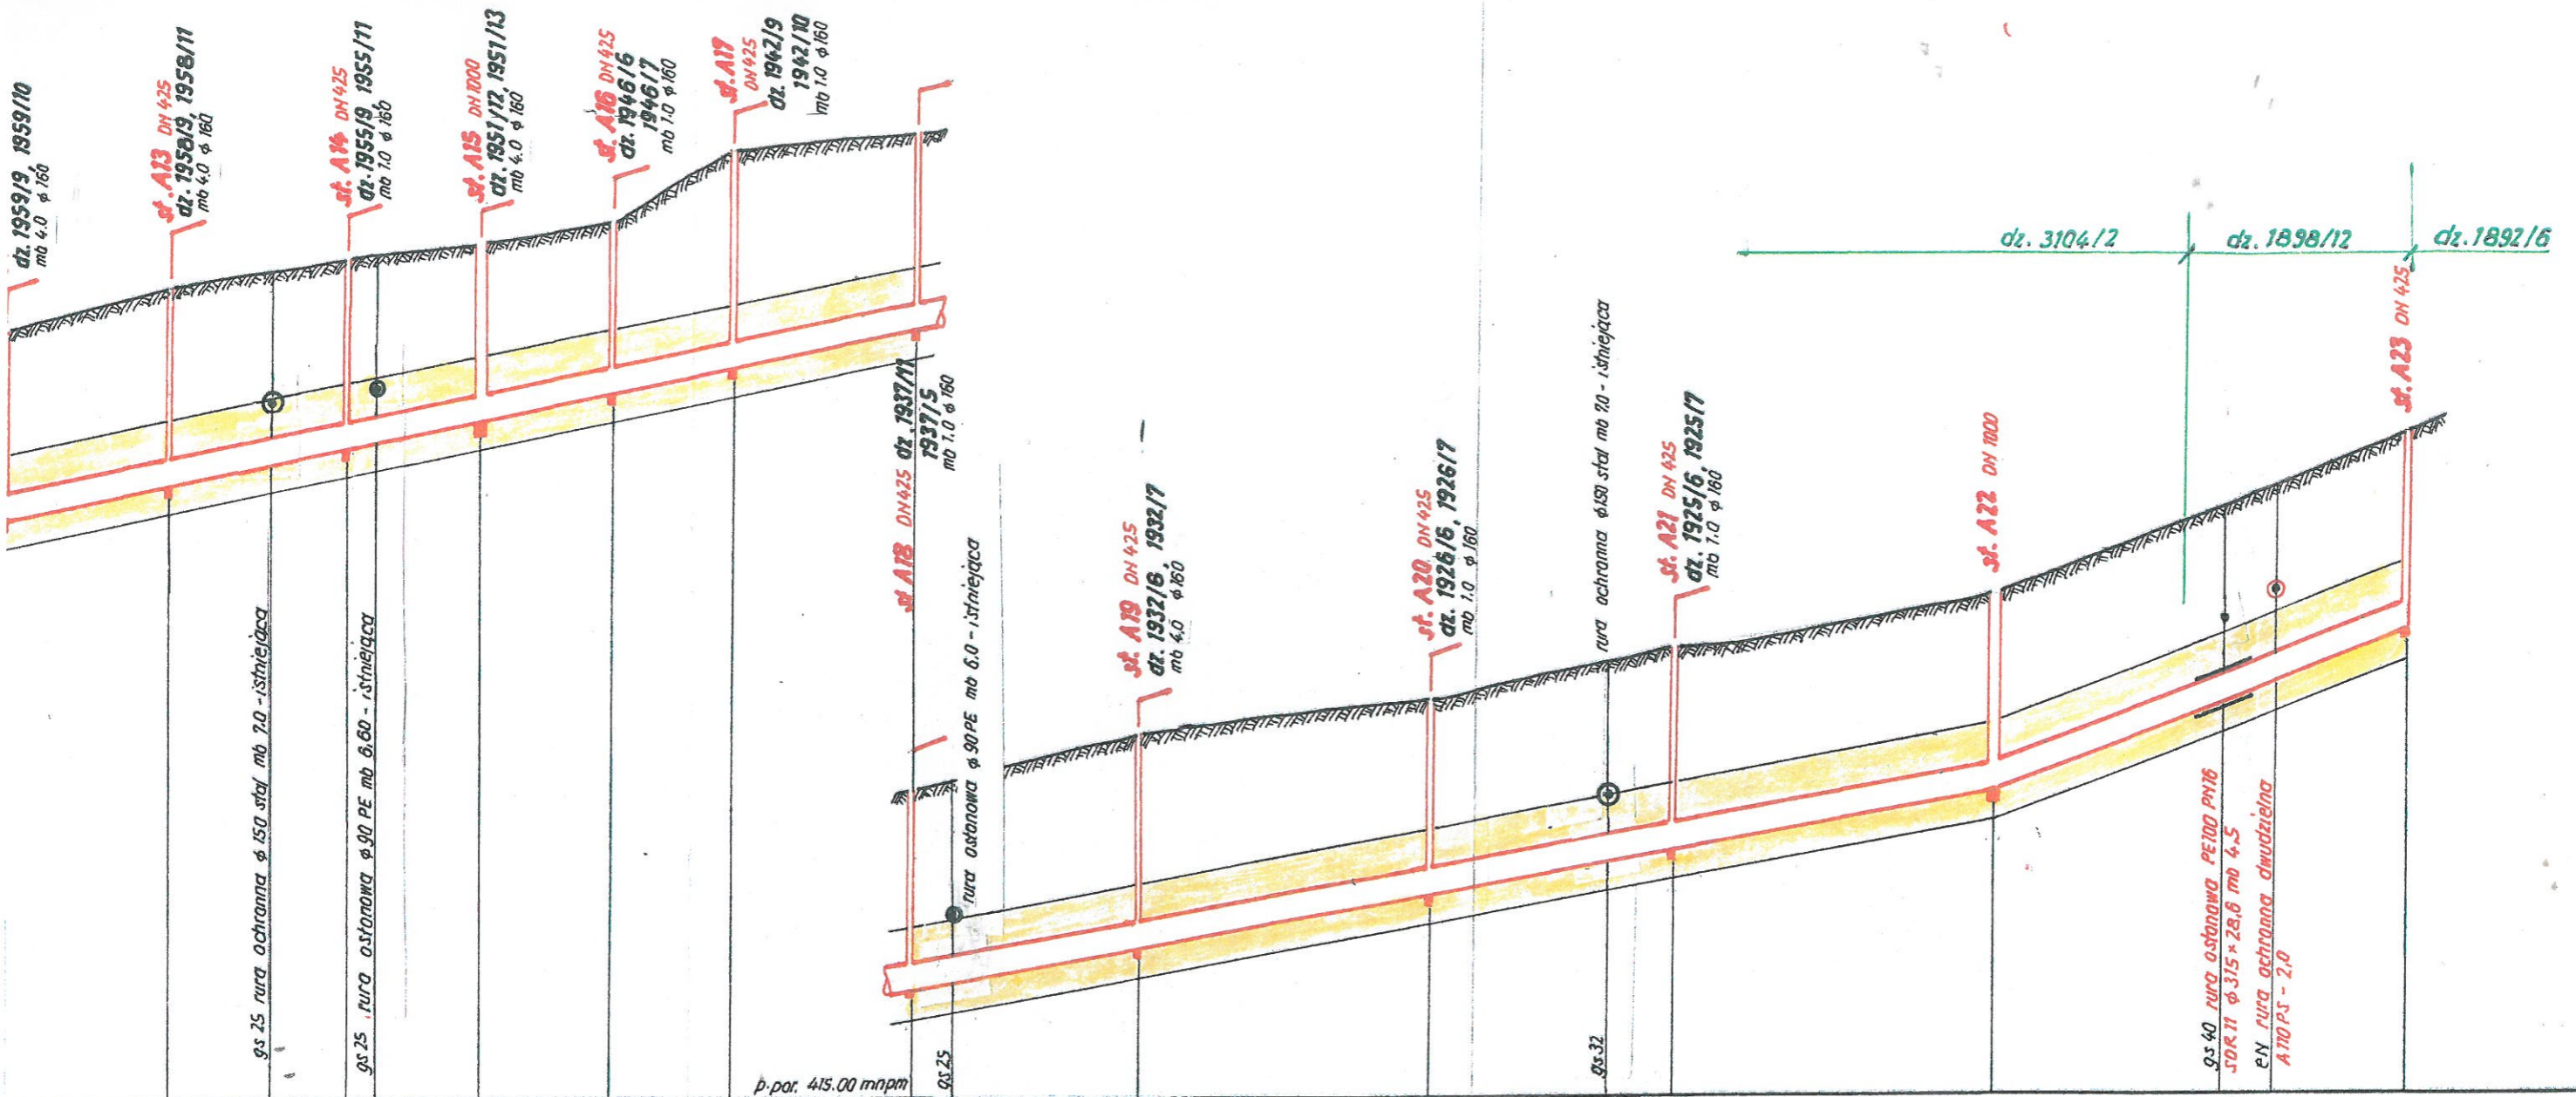 dz. 1959/9, 1959/10
mb 4.0 ϕ 160
st. A13 DN 425
dz. 1958/9, 1958/11
mb 4.0 ϕ 160
st. A14 DN 425
dz. 1955/9 1955/11
mb 1.0 ϕ 160
st. A15 DN 1000
dz. 1951/12, 1951/13
mb 4.0 ϕ 160
st. A16 DN 425
dz. 1946/6
1946/7
mb 1.0 ϕ 160
st. A17
DN 425
dz. 1942/9
1942/10
mb 1.0 ϕ 160
gs 25 rura ochranna ϕ 150 stal mb 7.0 - istniejąca
gs 25 rura osłonowa ϕ 90 PE mb 6.60 - istniejąca
st. A18 DN 425 dz. 1937/11
1937/5
mb 1.0 ϕ 160
rura osłonowa ϕ 90 PE mb 6.0 - istniejąca
gs 25
p.por. 415.00 mnpm
st. A19 DN 425
dz. 1932/6, 1932/7
mb 4.0 ϕ 160
st. A20 DN 425
dz. 1926/6, 1926/7
mb 1.0 ϕ 160
rura ochranna ϕ 150 stal mb 7.0 - istniejąca
gs 32
st. A21 DN 425
dz. 1925/6, 1925/7
mb 1.0 ϕ 160
st. A22 DN 1000
dz. 3104/2
dz. 1898/12
dz. 1892/6
st. A23 DN 425
gs 40 rura osłonowa PE100 PN16
SDR 11 ϕ 315 × 28,6 mb 4.5
eN rura ochronna dwudzielna
A 110 PS - 2,0